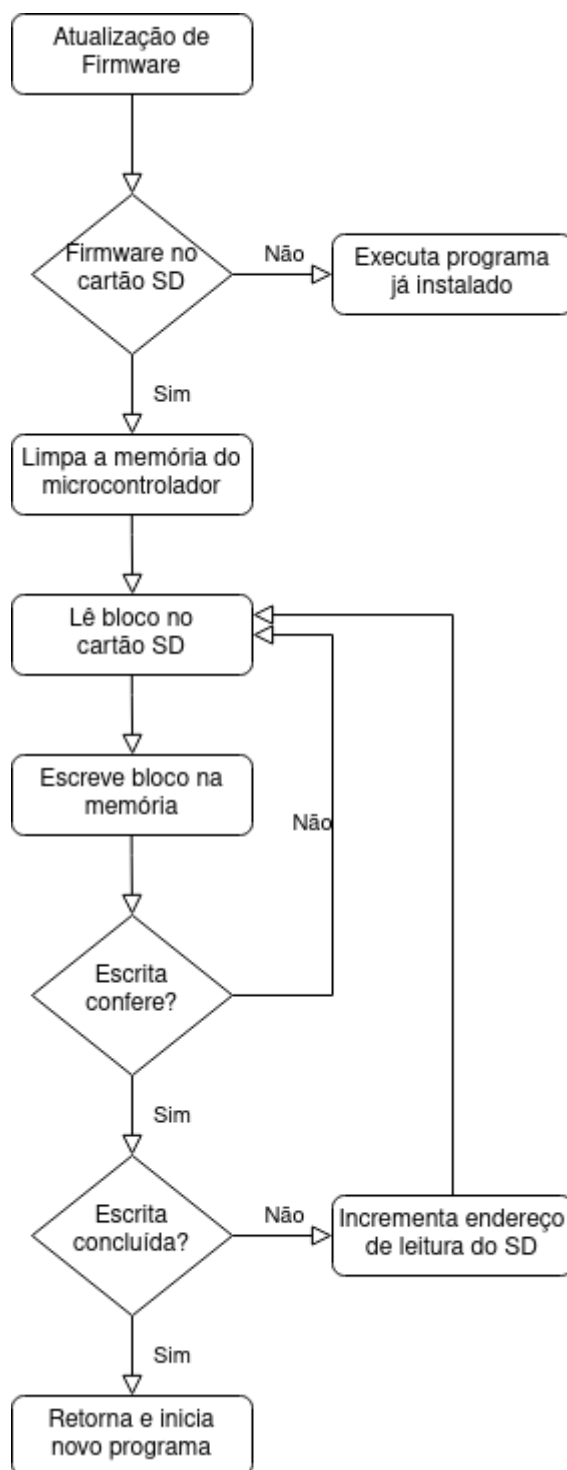 Atualização de
Firmware
Firmware no
cartão SD
Não
Executa programa
já instalado
Sim
Limpa a memória do
microcontrolador
Lê bloco no
cartão SD
Escreve bloco na
memória
Não
Escrita
confere?
Sim
Escrita
concluída?
Não
Incrementa endereço
de leitura do SD
Sim
Retorna e inicia
novo programa